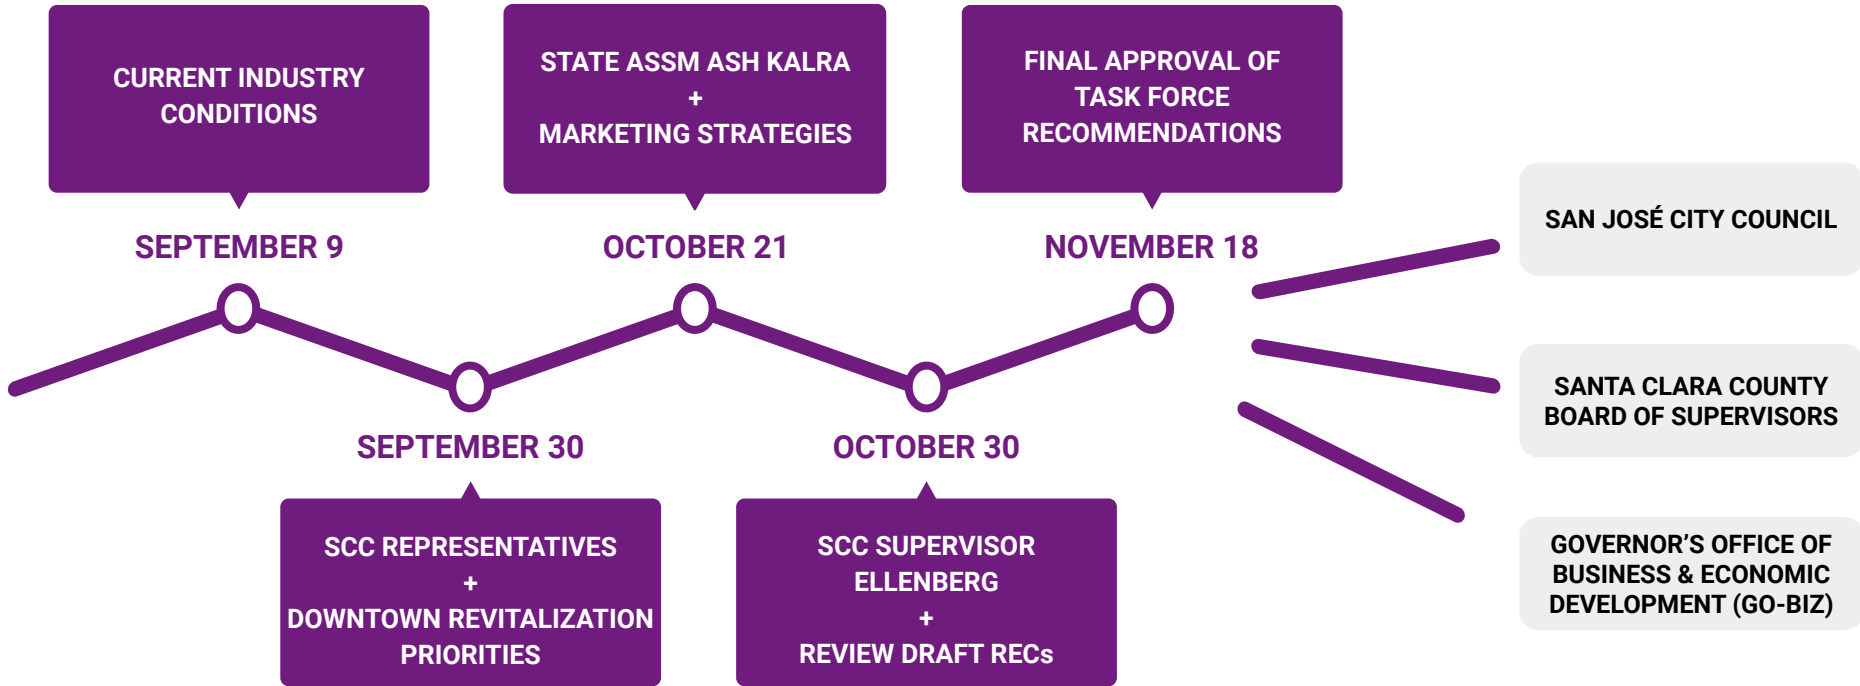 CURRENT INDUSTRY
CONDITIONS
SEPTEMBER 9
SCC REPRESENTATIVES
+
DOWNTOWN REVITALIZATION
PRIORITIES
SEPTEMBER 30
STATE ASSM ASH KALRA
+
MARKETING STRATEGIES
OCTOBER 21
SCC SUPERVISOR
ELLENBERG
+
REVIEW DRAFT RECs
OCTOBER 30
FINAL APPROVAL OF
TASK FORCE
RECOMMENDATIONS
NOVEMBER 18
SAN JOSÉ CITY COUNCIL
SANTA CLARA COUNTY
BOARD OF SUPERVISORS
GOVERNOR'S OFFICE OF
BUSINESS & ECONOMIC
DEVELOPMENT (GO-BIZ)